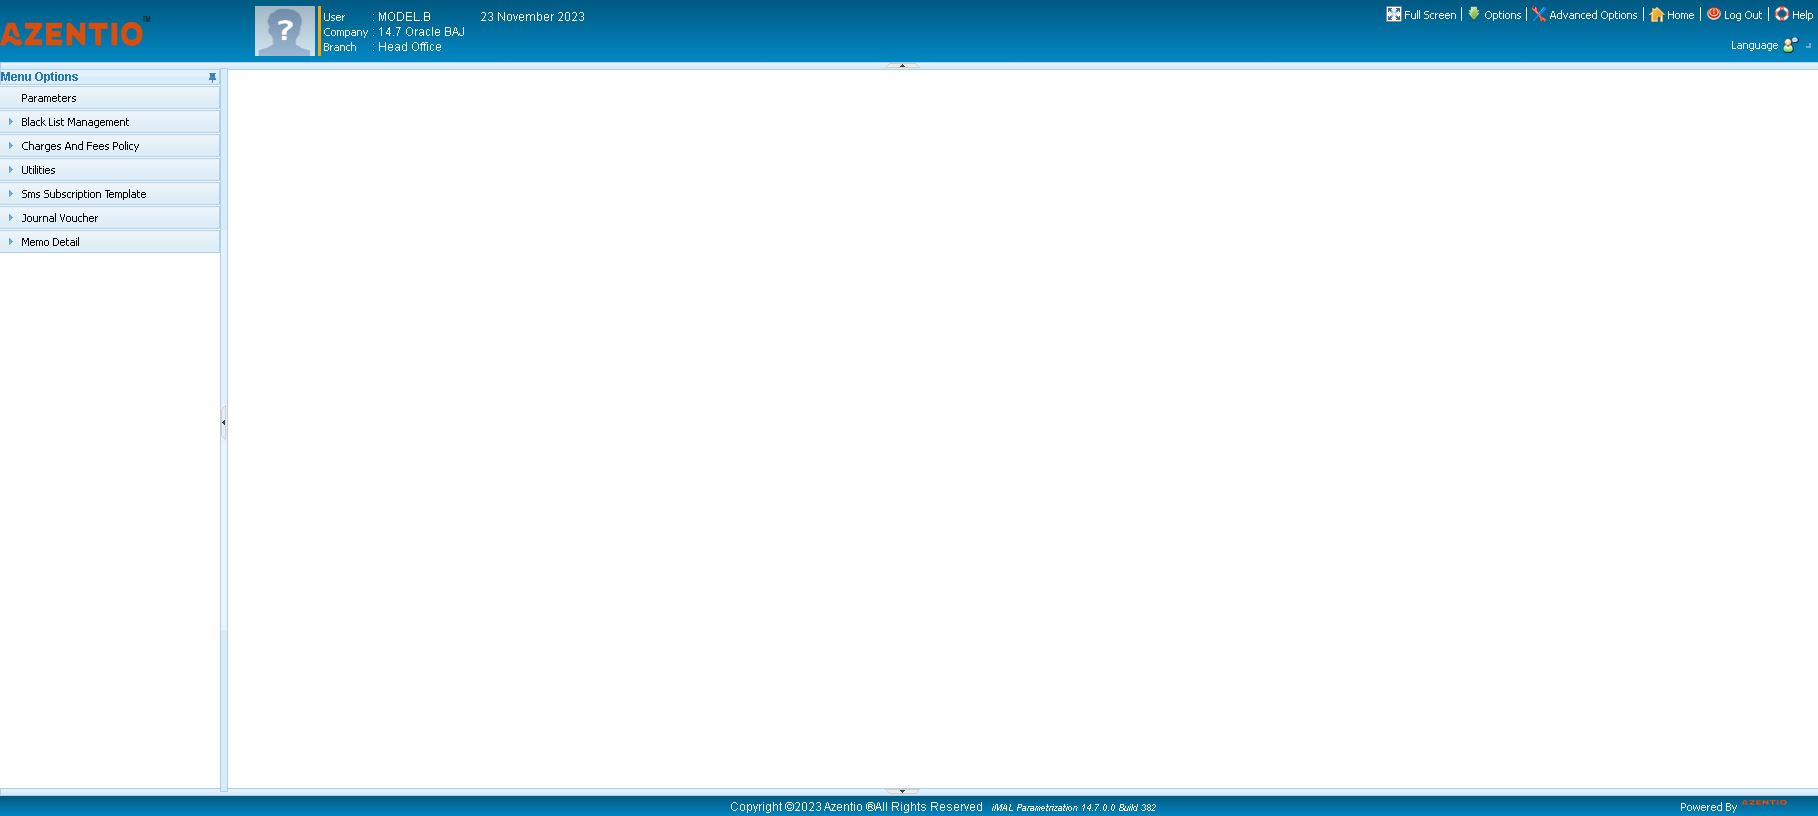 AZENTIO™
User : MODEL.B 23 November 2023
Company : 14.7 Oracle BAJ
Branch : Head Office
Full Screen | Options | Advanced Options | Home | Log Out | Help
Language
Menu Options
Parameters
Black List Management
Charges And Fees Policy
Utilities
Sms Subscription Template
Journal Voucher
Memo Detail
Copyright ©2023 Azentio ®All Rights Reserved iMAL Parametrization 14.7.0.0 Build 382
Powered By AZENTIO